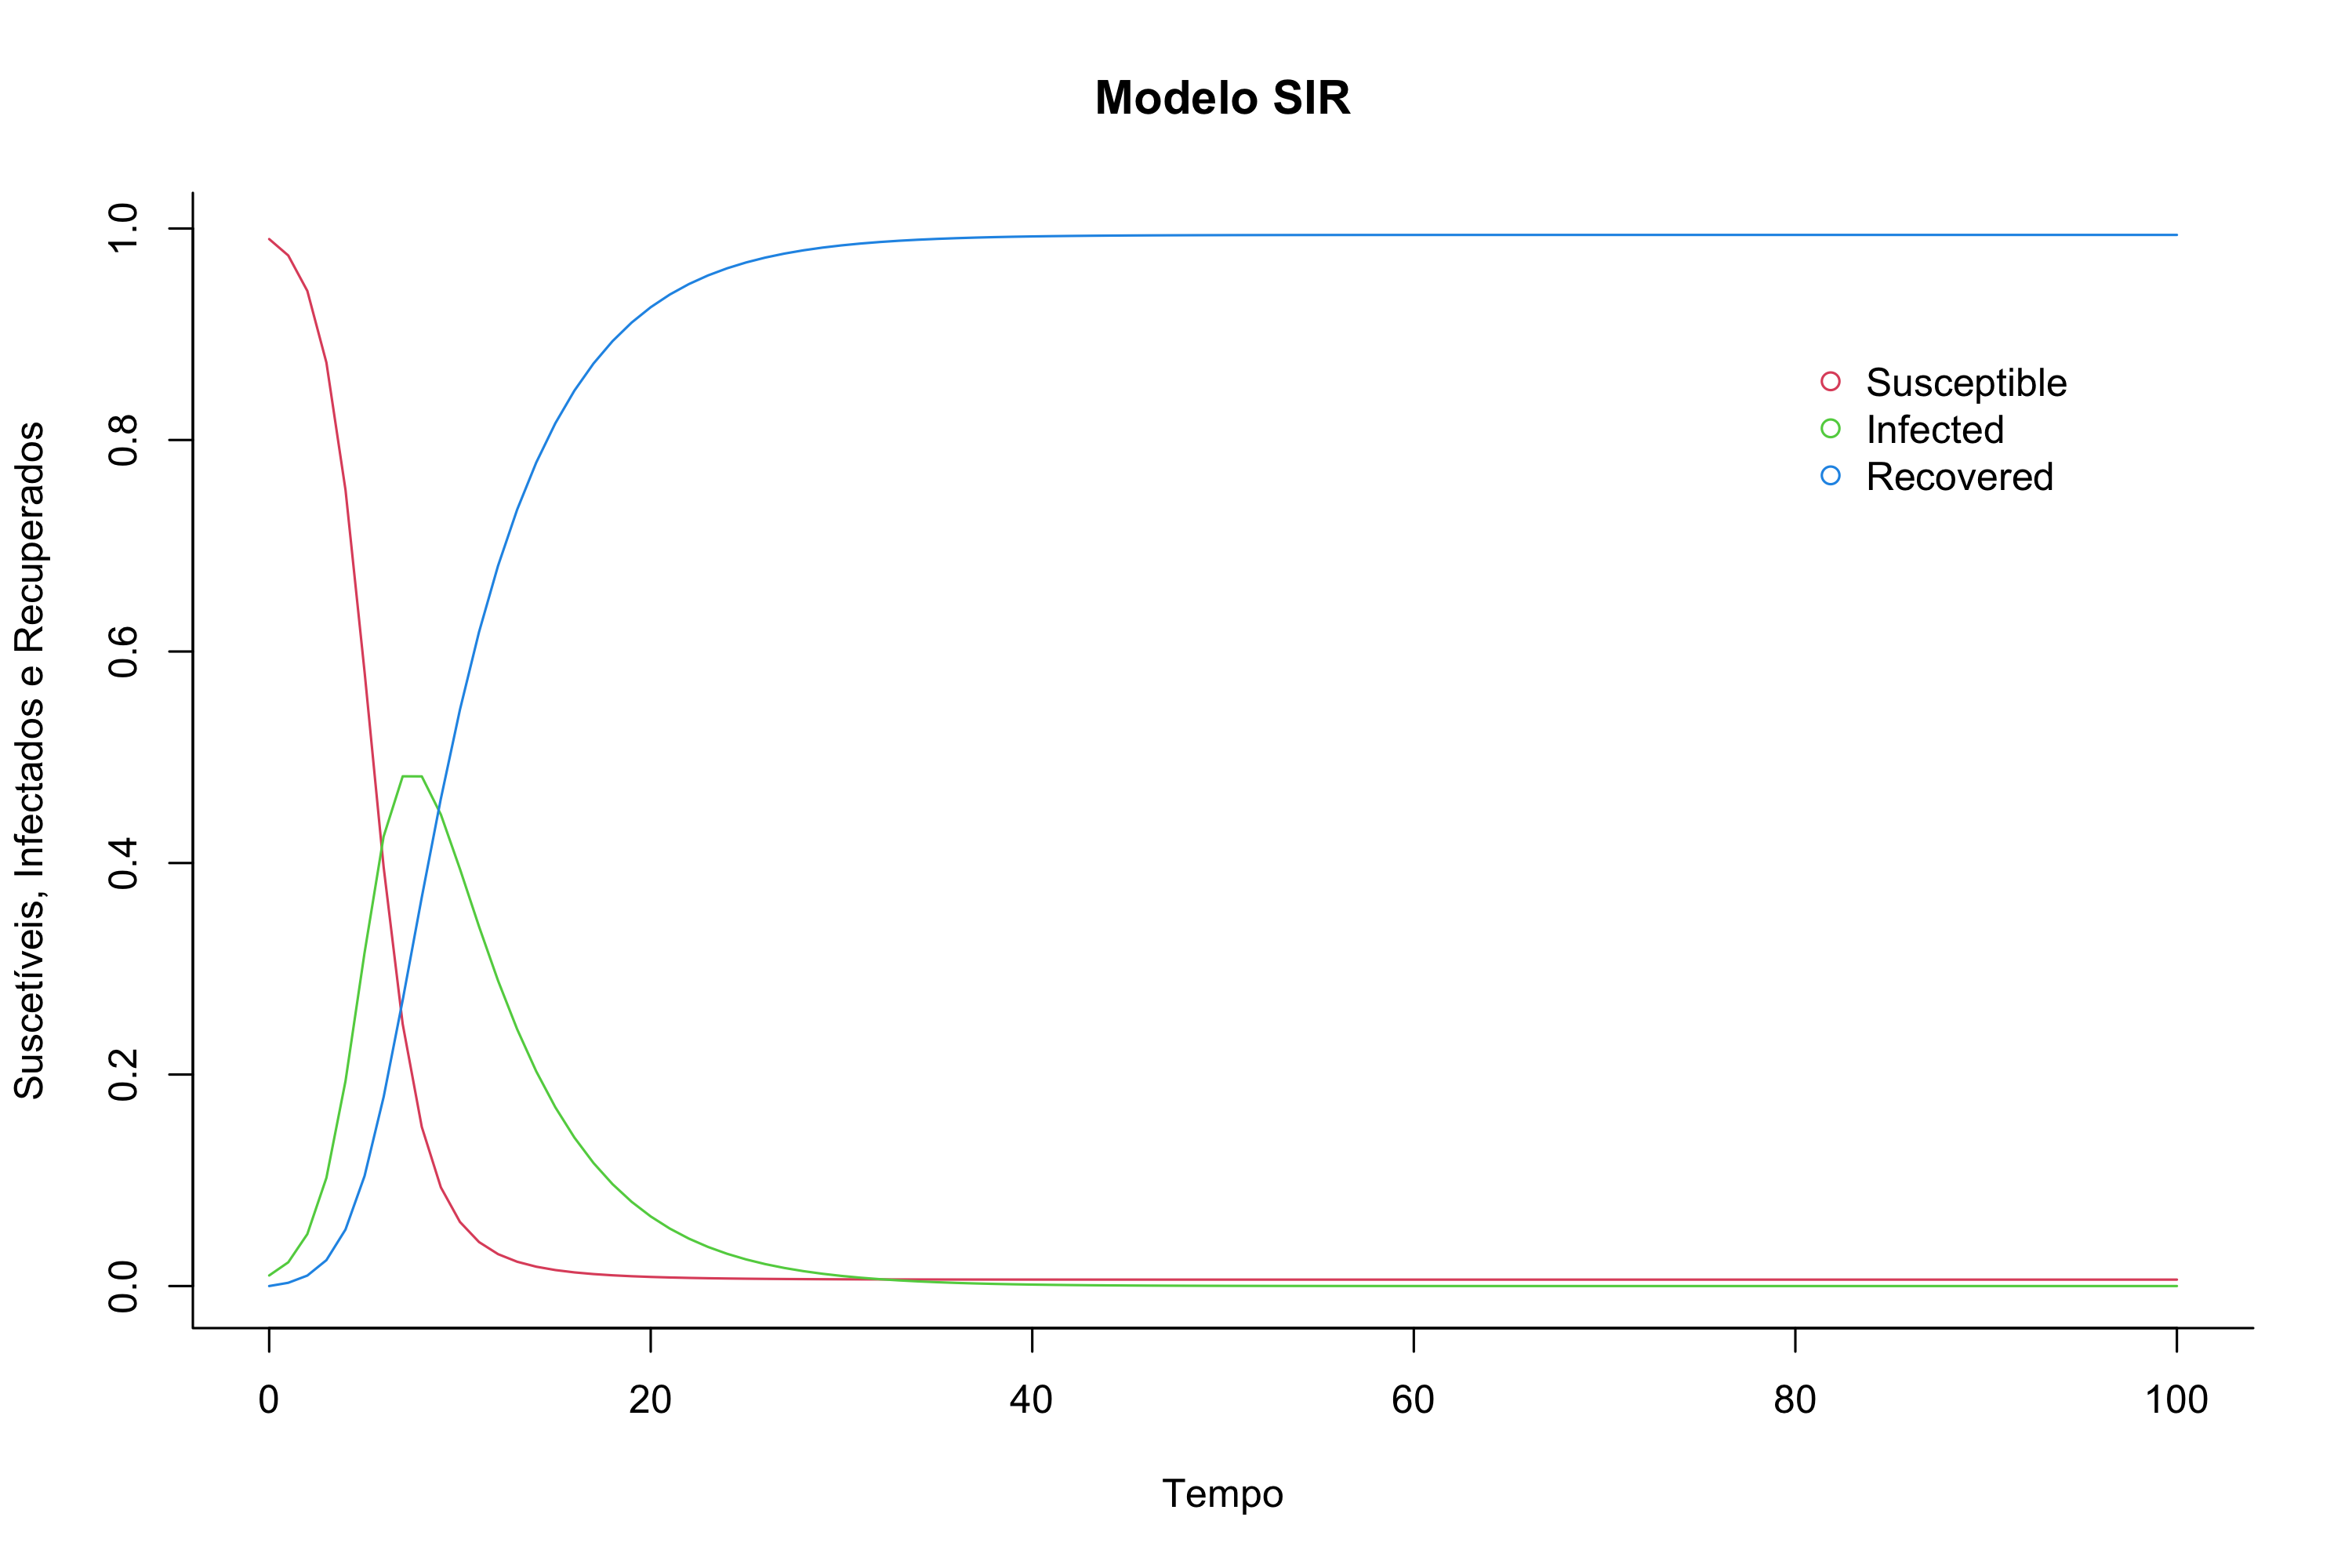 Modelo SIR
Suscetíveis, Infectados e Recuperados
1.0
0.8
0.6
0.4
0.2
0.0
Susceptible
Infected
Recovered
0 20 40 60 80 100
Tempo